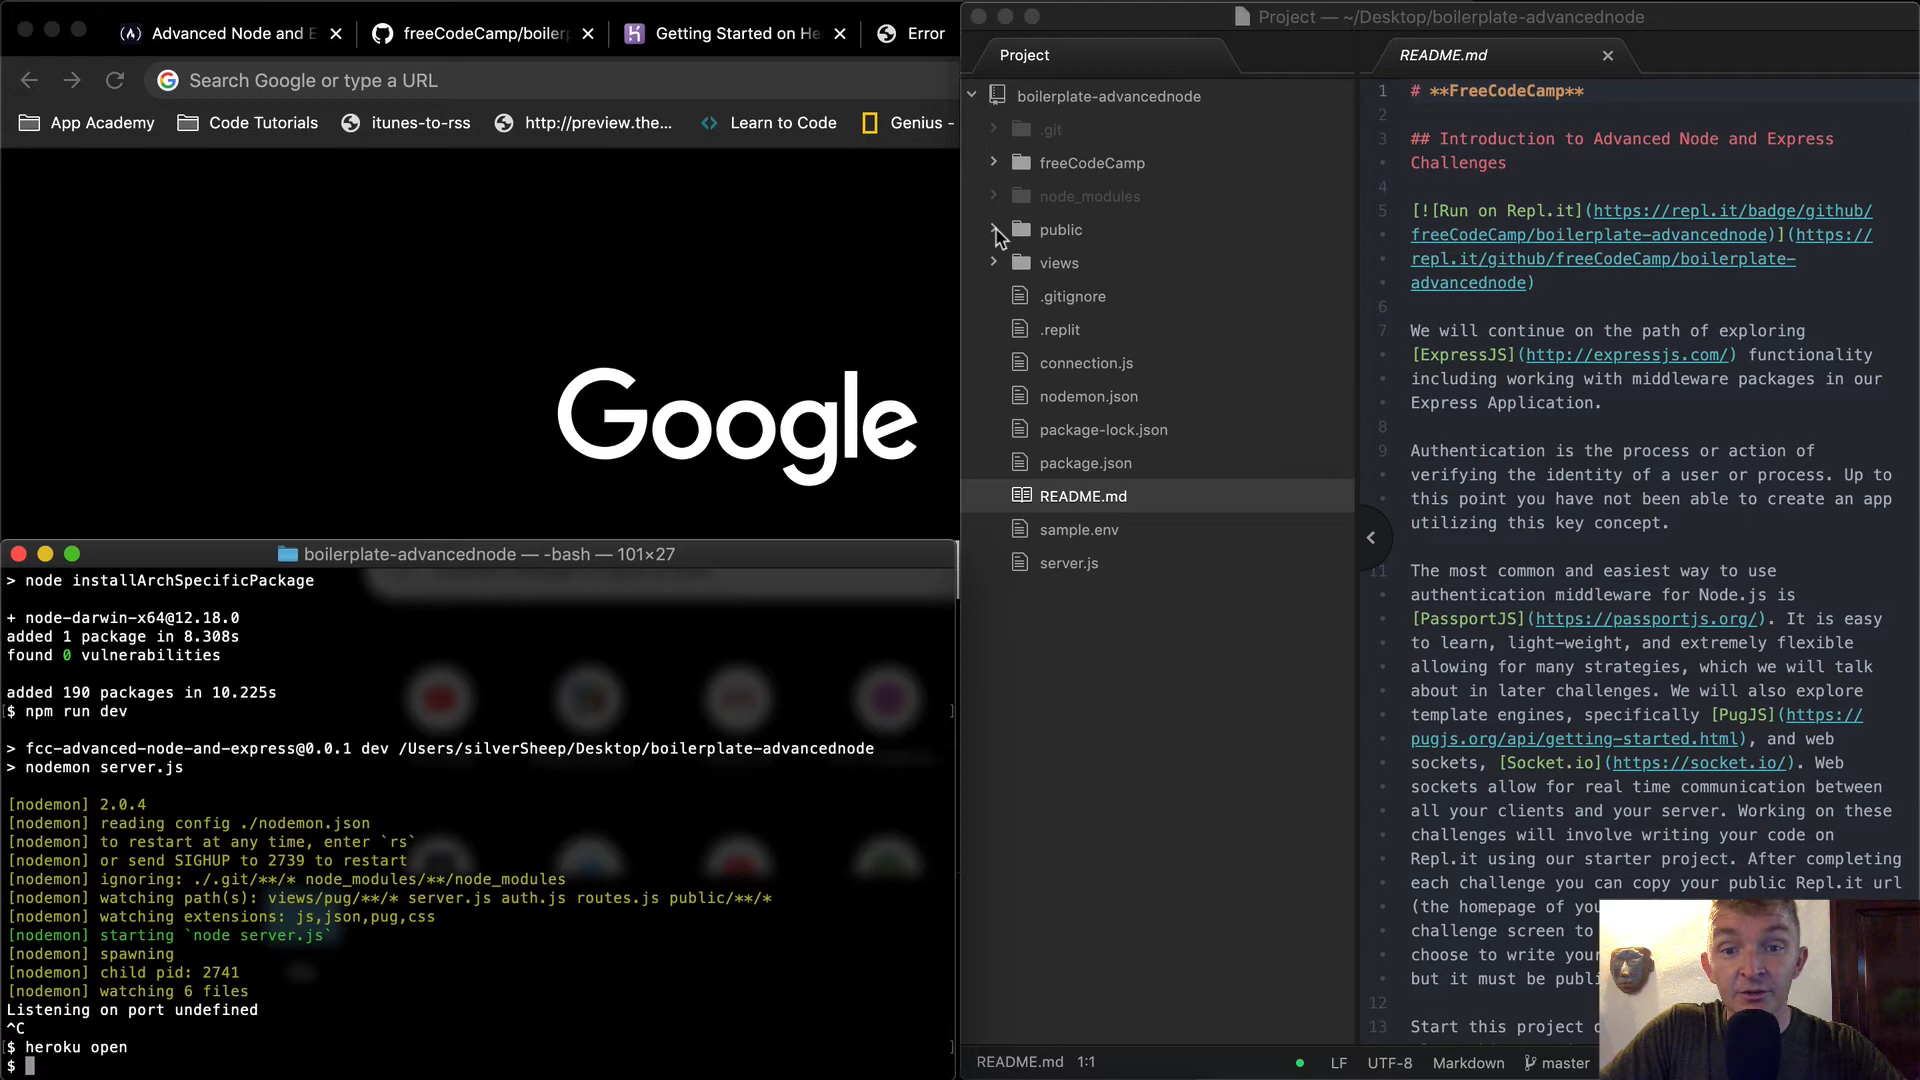 Advanced Node and E
freeCodeCamp/boilerp
Getting Started on He
Error
Search Google or type a URL
App Academy
Code Tutorials
itunes-to-rss
http://preview.the...
Learn to Code
Genius -
Google
boilerplate-advancednode — -bash — 101×27
> node installArchSpecificPackage
+ node-darwin-x64@12.18.0
added 1 package in 8.308s
found 0 vulnerabilities
added 190 packages in 10.225s
[$ npm run dev ]
> fcc-advanced-node-and-express@0.0.1 dev /Users/silverSheep/Desktop/boilerplate-advancednode
> nodemon server.js
[nodemon] 2.0.4
[nodemon] reading config ./nodemon.json
[nodemon] to restart at any time, enter `rs`
[nodemon] or send SIGHUP to 2739 to restart
[nodemon] ignoring: ./.git/**/* node_modules/**/node_modules
[nodemon] watching path(s): views/pug/**/* server.js auth.js routes.js public/**/*
[nodemon] watching extensions: js,json,pug,css
[nodemon] starting `node server.js`
[nodemon] spawning
[nodemon] child pid: 2741
[nodemon] watching 6 files
Listening on port undefined
^C
[$ heroku open ]
$
Project — ~/Desktop/boilerplate-advancednode
Project
boilerplate-advancednode
.git
freeCodeCamp
node_modules
public
views
.gitignore
.replit
connection.js
nodemon.json
package-lock.json
package.json
README.md
sample.env
server.js
README.md
1 # **FreeCodeCamp**
2
3 ## Introduction to Advanced Node and Express
Challenges
4
5 [![Run on Repl.it](https://repl.it/badge/github/
freeCodeCamp/boilerplate-advancednode)](https://
repl.it/github/freeCodeCamp/boilerplate-
advancednode)
6
7 We will continue on the path of exploring
[ExpressJS](http://expressjs.com/) functionality
including working with middleware packages in our
Express Application.
8
9 Authentication is the process or action of
verifying the identity of a user or process. Up to
this point you have not been able to create an app
utilizing this key concept.
11 The most common and easiest way to use
authentication middleware for Node.js is
[PassportJS](https://passportjs.org/). It is easy
to learn, light-weight, and extremely flexible
allowing for many strategies, which we will talk
about in later challenges. We will also explore
template engines, specifically [PugJS](https://
pugjs.org/api/getting-started.html), and web
sockets, [Socket.io](https://socket.io/). Web
sockets allow for real time communication between
all your clients and your server. Working on these
challenges will involve writing your code on
Repl.it using our starter project. After completing
each challenge you can copy your public Repl.it url
(the homepage of you
challenge screen to
choose to write your
but it must be publi
12
13 Start this project o
README.md 1:1
LF UTF-8 Markdown master